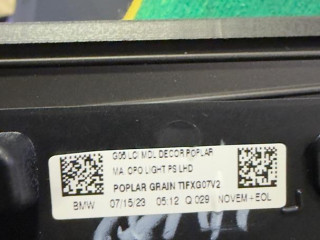 G06 LCI MDL DECOR POPLAR
MA. OPO LIGHT PS LHD
POPLAR GRAIN TIFXG07V2
BMW 07/15/23 05:12 Q 029 NOVEM - EOL